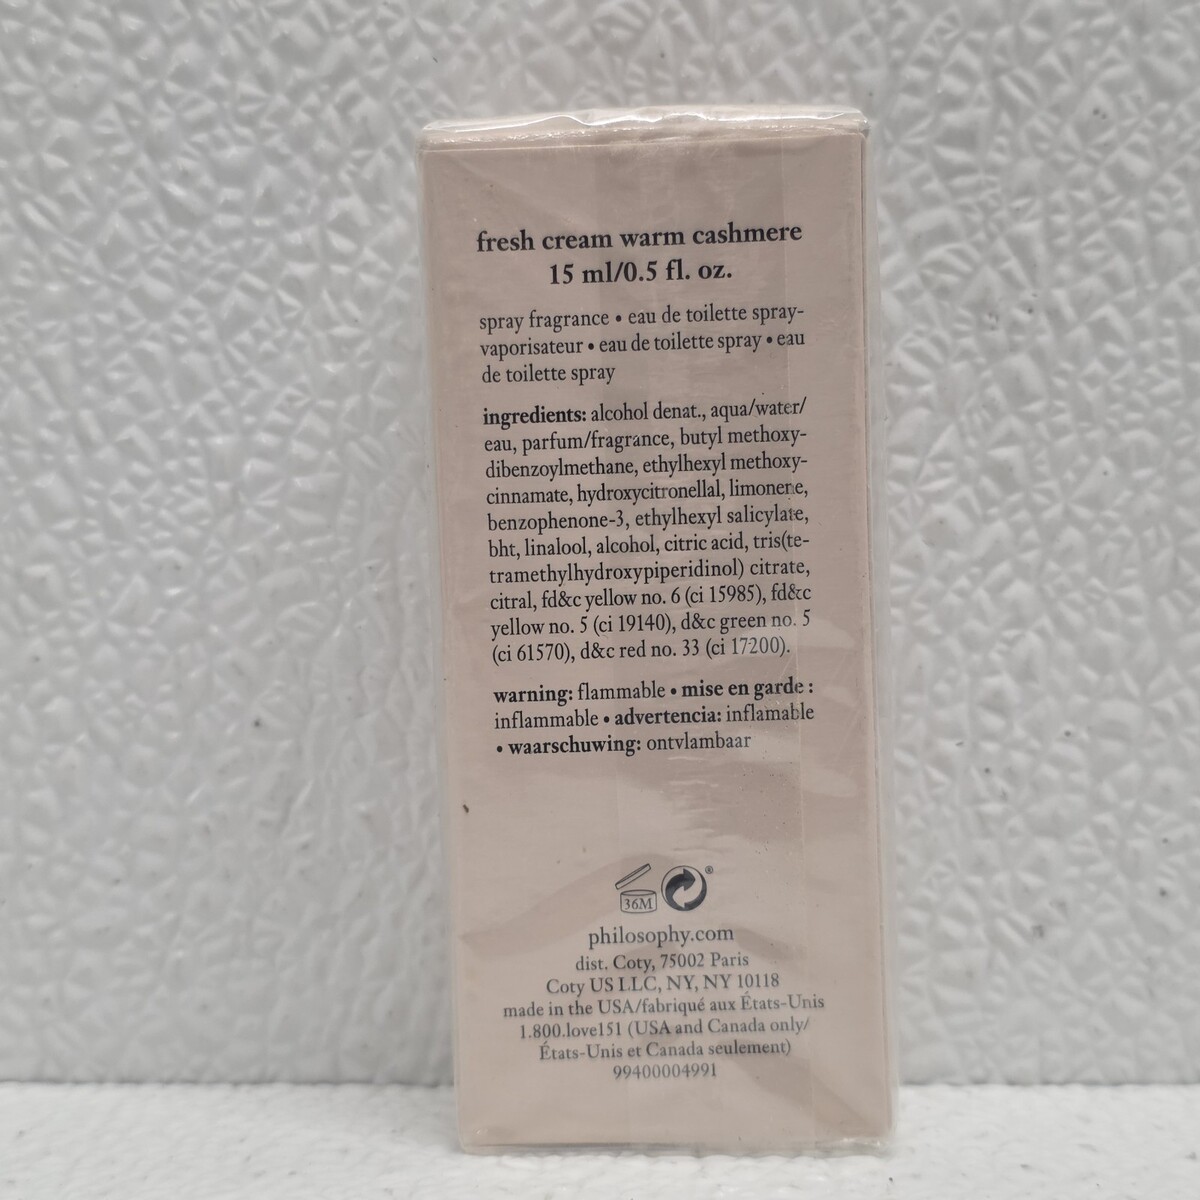 fresh cream warm cashmere
15 ml/0.5 fl. oz.
spray fragrance • eau de toilette spray-
vaporisateur • eau de toilette spray • eau
de toilette spray
ingredients: alcohol denat., aqua/water/
eau, parfum/fragrance, butyl methoxy-
dibenzoylmethane, ethylhexyl methoxy-
cinnamate, hydroxycitronellal, limonene,
benzophenone-3, ethylhexyl salicylate,
bht, linalool, alcohol, citric acid, tris(te-
tramethylhydroxypiperidinol) citrate,
citral, fd&c yellow no. 6 (ci 15985), fd&c
yellow no. 5 (ci 19140), d&c green no. 5
(ci 61570), d&c red no. 33 (ci 17200).
warning: flammable • mise en garde :
inflammable • advertencia: inflamable
• waarschuwing: ontvlambaar
36M ®
philosophy.com
dist. Coty, 75002 Paris
Coty US LLC, NY, NY 10118
made in the USA/fabriqué aux États-Unis
1.800.love151 (USA and Canada only/
États-Unis et Canada seulement)
99400004991